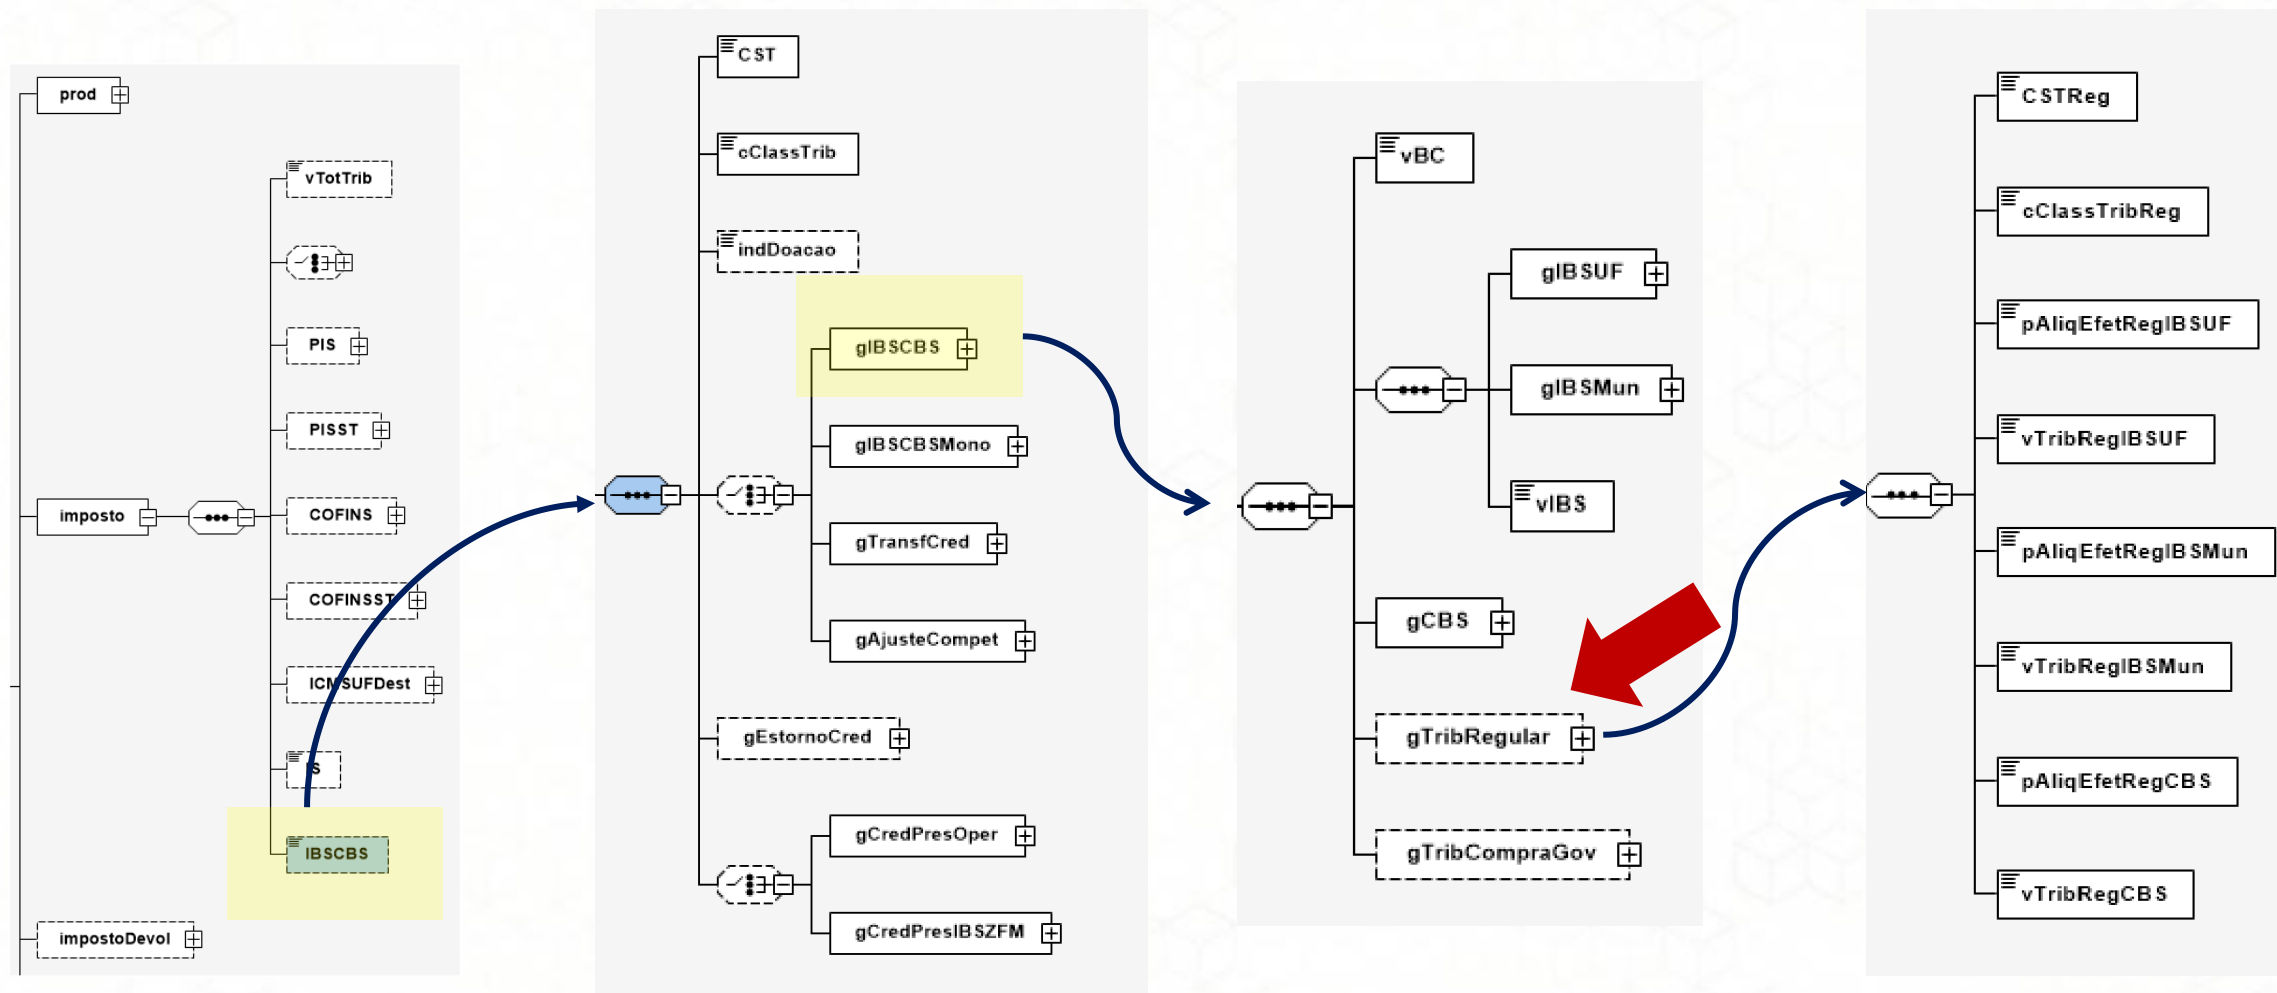 prod
vTotTrib
PIS
PISST
imposto
COFINS
COFINSST
ICMSUFDest
IS
IBSCBS
impostoDevol
CST
cClassTrib
indDoacao
gIBSCBS
gIBSCBSMono
gTransfCred
gAjusteCompet
gEstornoCred
gCredPresOper
gCredPresIBSZFM
vBC
gIBSUF
gIBSMun
vIBS
gCBS
gTribRegular
gTribCompraGov
CSTReg
cClassTribReg
pAliqEfetRegIBSUF
vTribRegIBSUF
pAliqEfetRegIBSMun
vTribRegIBSMun
pAliqEfetRegCBS
vTribRegCBS